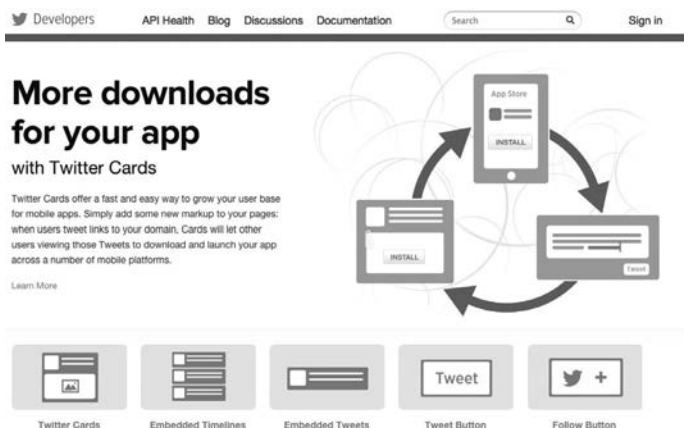 Developers API Health Blog Discussions Documentation Search Sign in
More downloads
for your app
with Twitter Cards
Twitter Cards offer a fast and easy way to grow your user base
for mobile apps. Simply add some new markup to your pages:
when users tweet links to your domain, Cards will let other
users viewing those Tweets to download and launch your app
across a number of mobile platforms.
Learn More
App Store
INSTALL
INSTALL
Tweet
Tweet
Twitter Cards Embedded Timelines Embedded Tweets Tweet Button Follow Button